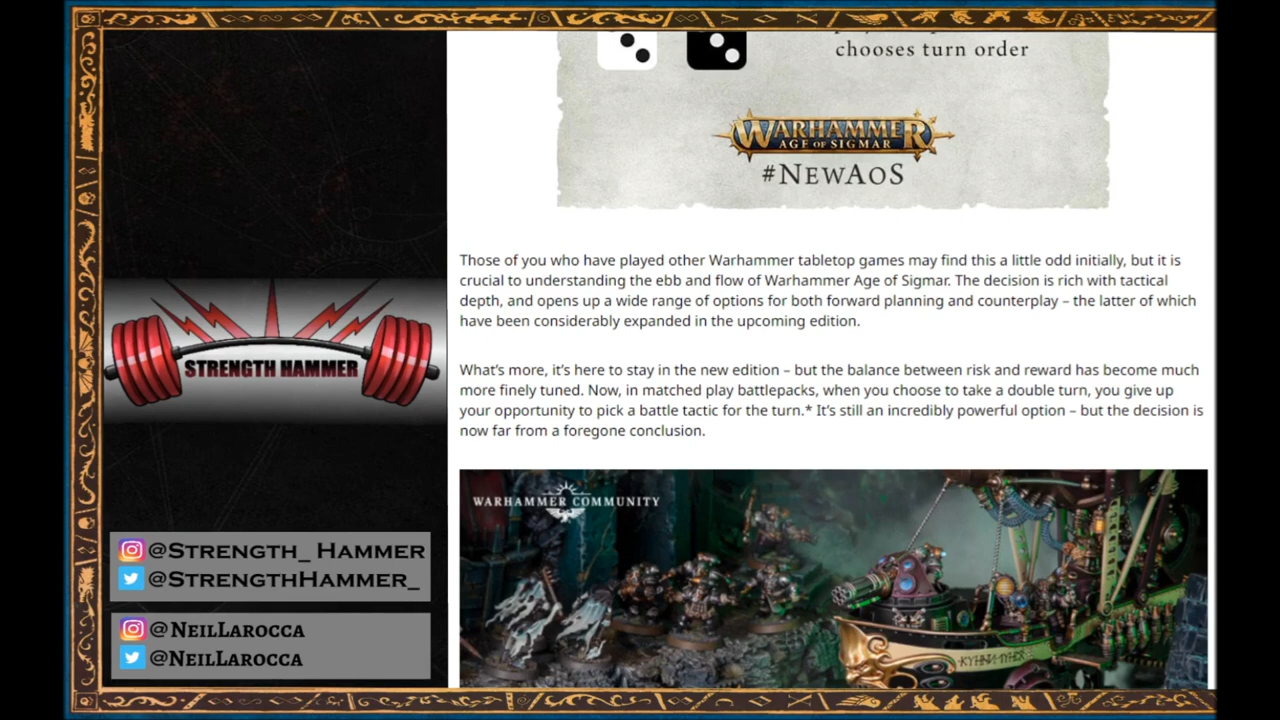 chooses turn order
WARHAMMER
AGE OF SIGMAR
#NEWAOS
Those of you who have played other Warhammer tabletop games may find this a little odd initially, but it is
crucial to understanding the ebb and flow of Warhammer Age of Sigmar. The decision is rich with tactical
depth, and opens up a wide range of options for both forward planning and counterplay – the latter of which
have been considerably expanded in the upcoming edition.
What's more, it's here to stay in the new edition – but the balance between risk and reward has become much
more finely tuned. Now, in matched play battlepacks, when you choose to take a double turn, you give up
your opportunity to pick a battle tactic for the turn.* It's still an incredibly powerful option – but the decision is
now far from a foregone conclusion.
WARHAMMER COMMUNITY
STRENGTH HAMMER
@STRENGTH_HAMMER
@STRENGTHHAMMER_
@NEILLAROCCA
@NEILLAROCCA